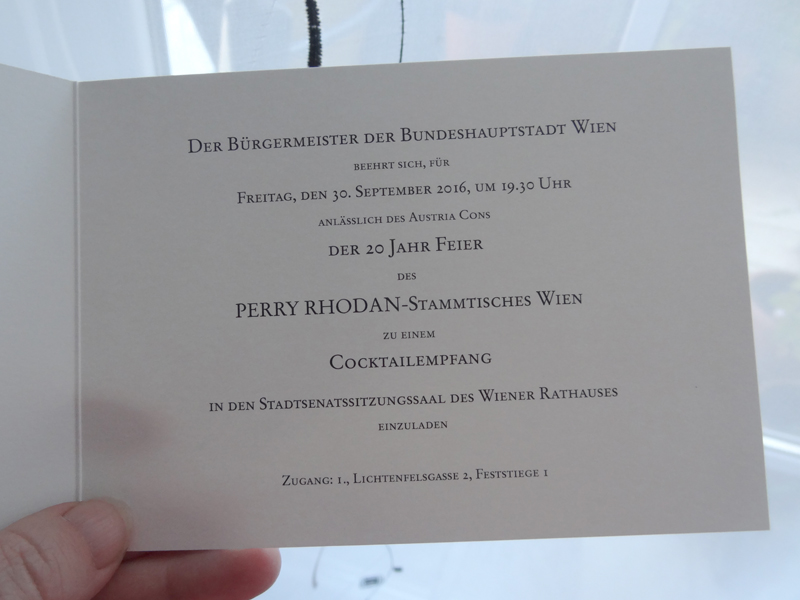 Der Bürgermeister der Bundeshauptstadt Wien
beehrt sich, für
Freitag, den 30. September 2016, um 19.30 Uhr
anlässlich des Austria Cons
der 20 Jahr Feier
des
PERRY RHODAN-Stammtisches Wien
zu einem
Cocktailempfang
in den Stadtsenatssitzungssaal des Wiener Rathauses
einzuladen
Zugang: 1., Lichtenfelsgasse 2, Feststiege 1